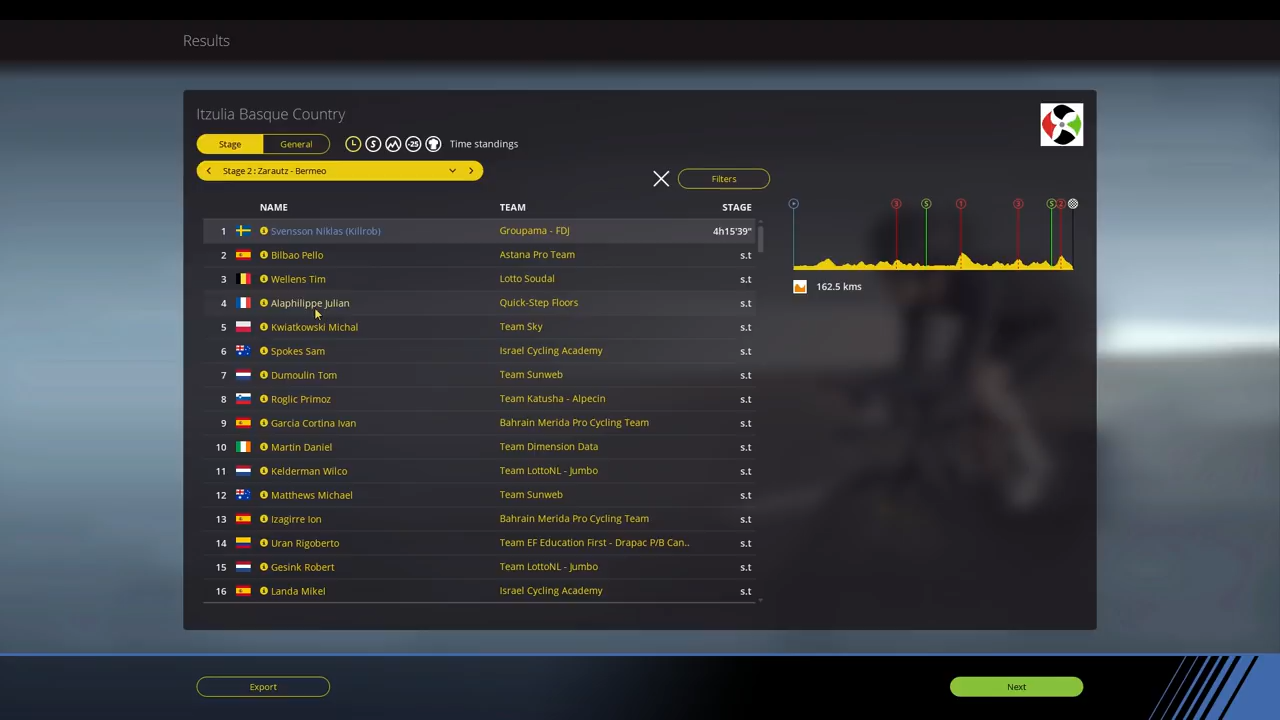 Results
Itzulia Basque Country
Stage General Time standings
Stage 2 : Zarautz - Bermeo
Filters
NAME TEAM STAGE
1 Svensson Niklas (Killrob) Groupama - FDJ 4h15'39"
2 Bilbao Pello Astana Pro Team s.t
3 Wellens Tim Lotto Soudal s.t
4 Alaphilippe Julian Quick-Step Floors s.t
5 Kwiatkowski Michal Team Sky s.t
6 Spokes Sam Israel Cycling Academy s.t
7 Dumoulin Tom Team Sunweb s.t
8 Roglic Primoz Team Katusha - Alpecin s.t
9 Garcia Cortina Ivan Bahrain Merida Pro Cycling Team s.t
10 Martin Daniel Team Dimension Data s.t
11 Kelderman Wilco Team LottoNL - Jumbo s.t
12 Matthews Michael Team Sunweb s.t
13 Izagirre Ion Bahrain Merida Pro Cycling Team s.t
14 Uran Rigoberto Team EF Education First - Drapac P/B Can.. s.t
15 Gesink Robert Team LottoNL - Jumbo s.t
16 Landa Mikel Israel Cycling Academy s.t
162.5 kms
Export
Next